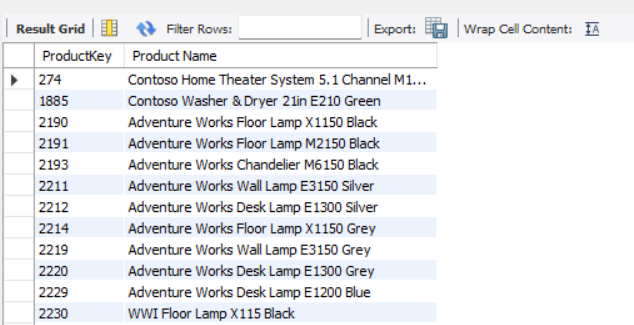 Result Grid Filter Rows: Export: Wrap Cell Content: IA
ProductKey Product Name
274 Contoso Home Theater System 5.1 Channel M1...
1885 Contoso Washer & Dryer 21in E210 Green
2190 Adventure Works Floor Lamp X1150 Black
2191 Adventure Works Floor Lamp M2150 Black
2193 Adventure Works Chandelier M6150 Black
2211 Adventure Works Wall Lamp E3150 Silver
2212 Adventure Works Desk Lamp E1300 Silver
2214 Adventure Works Floor Lamp X1150 Grey
2219 Adventure Works Wall Lamp E3150 Grey
2220 Adventure Works Desk Lamp E1300 Grey
2229 Adventure Works Desk Lamp E1200 Blue
2230 WWI Floor Lamp X115 Black